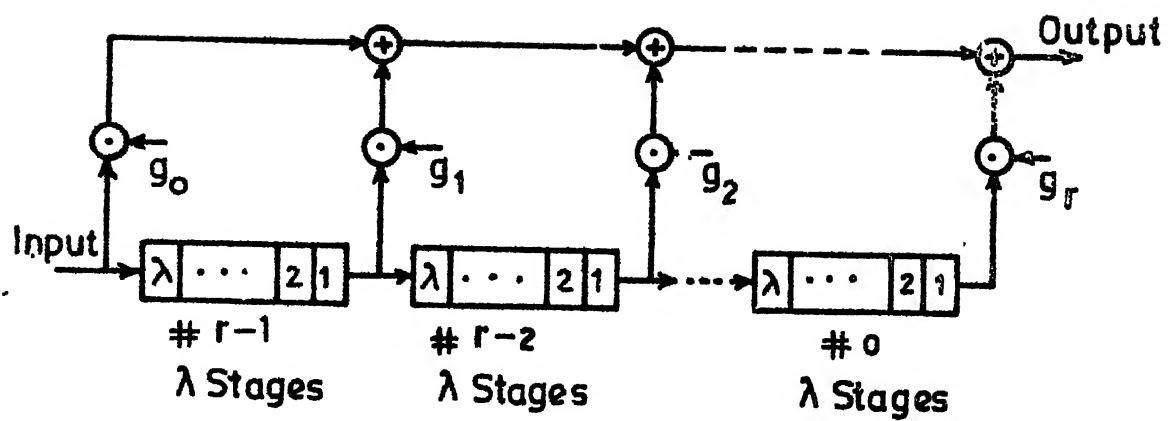 Output
+
+
+
g₀
g₁
g₂
gᵣ
Input
λ ... 2 1
λ ... 2 1
λ ... 2 1
# r-1
λ Stages
# r-2
λ Stages
# 0
λ Stages